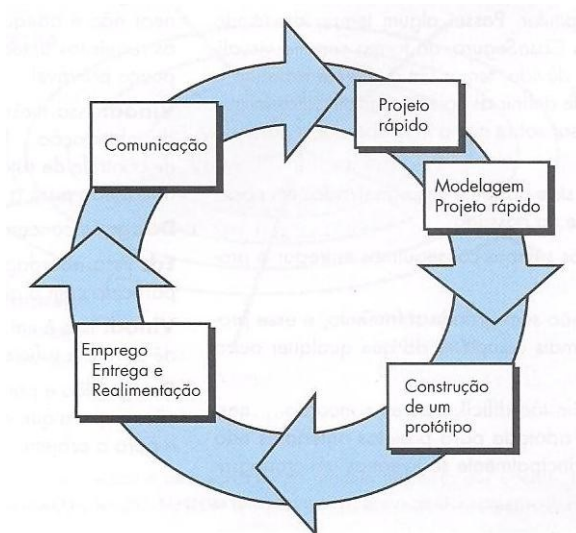 Comunicação
Projeto
rápido
Modelagem
Projeto rápido
Construção
de um
protótipo
Emprego
Entrega e
Realimentação